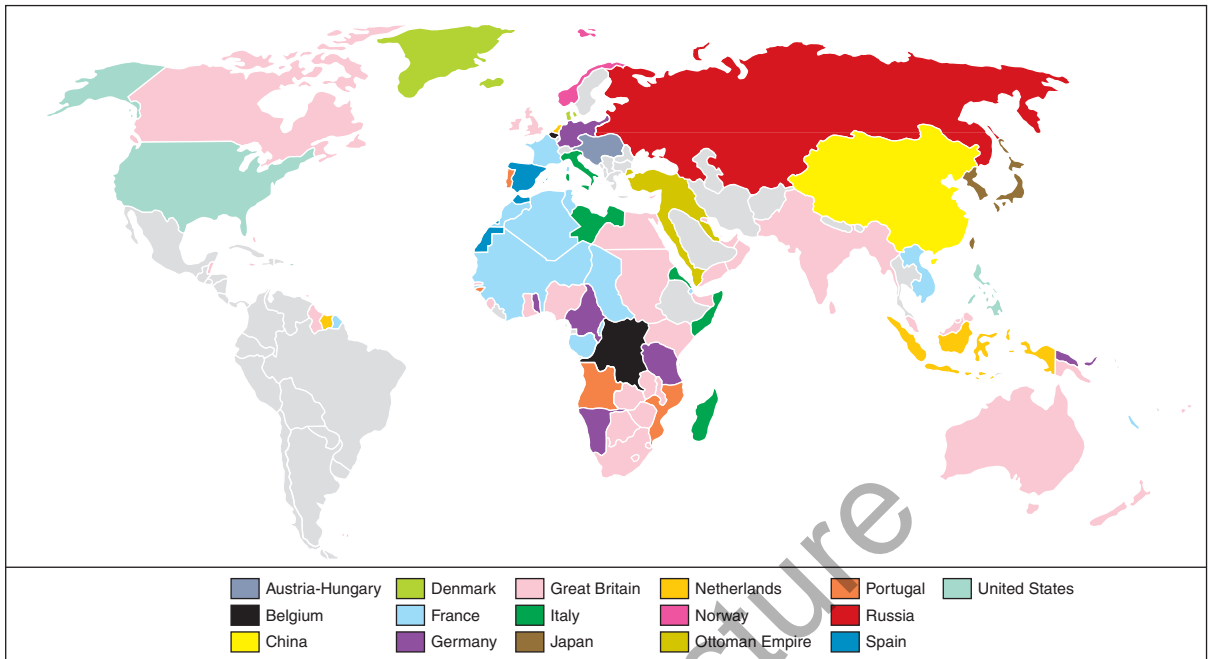 Austria-Hungary Denmark Great Britain Netherlands Portugal United States
Belgium France Italy Norway Russia
China Germany Japan Ottoman Empire Spain
cture